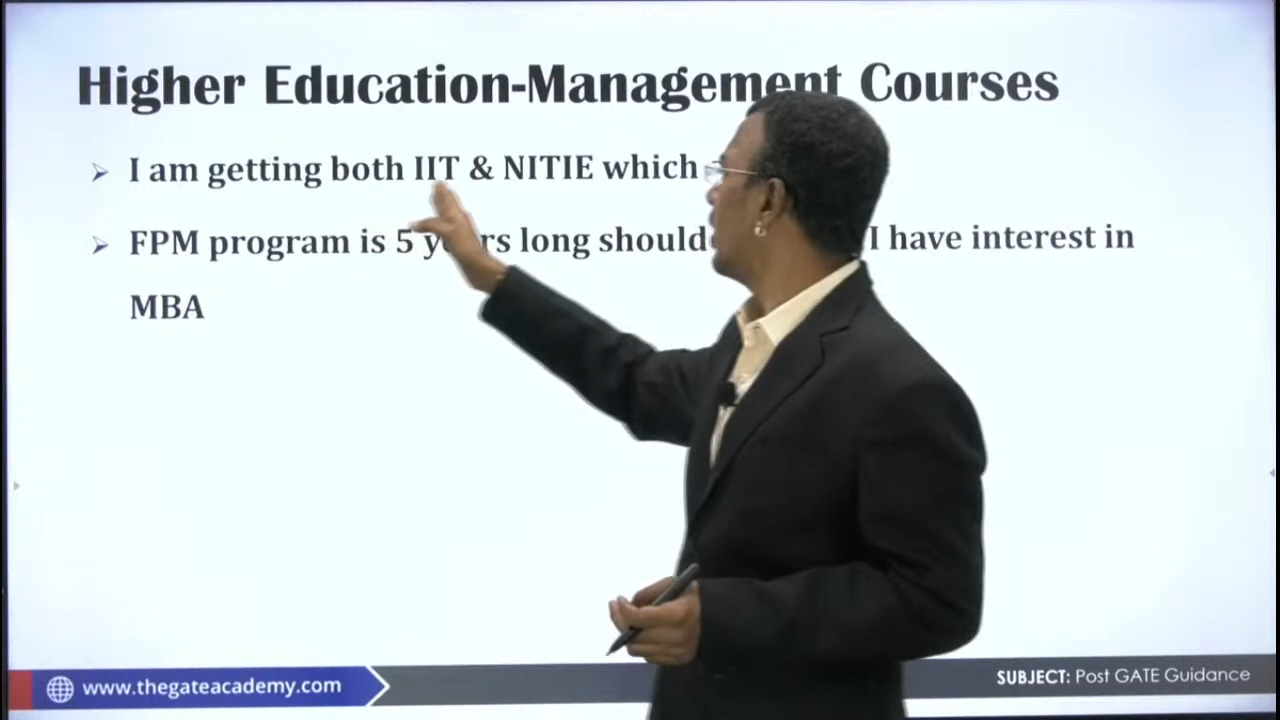 Higher Education-Management Courses
I am getting both IIT & NITIE which
FPM program is 5 years long should I have interest in
MBA
www.thegateacademy.com
SUBJECT: Post GATE Guidance